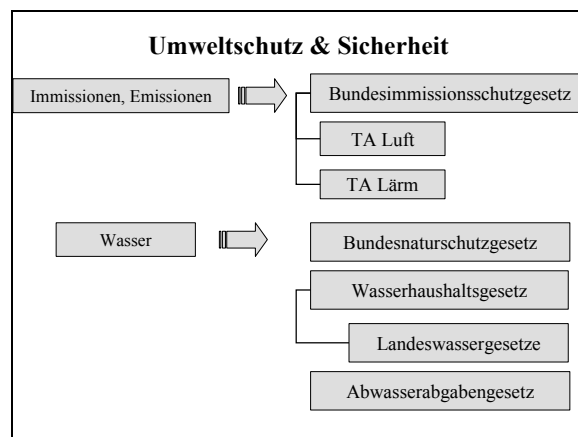 Umweltschutz & Sicherheit
Immissionen, Emissionen
Bundesimmissionsschutzgesetz
TA Luft
TA Lärm
Wasser
Bundesnaturschutzgesetz
Wasserhaushaltsgesetz
Landeswassergesetze
Abwasserabgabengesetz